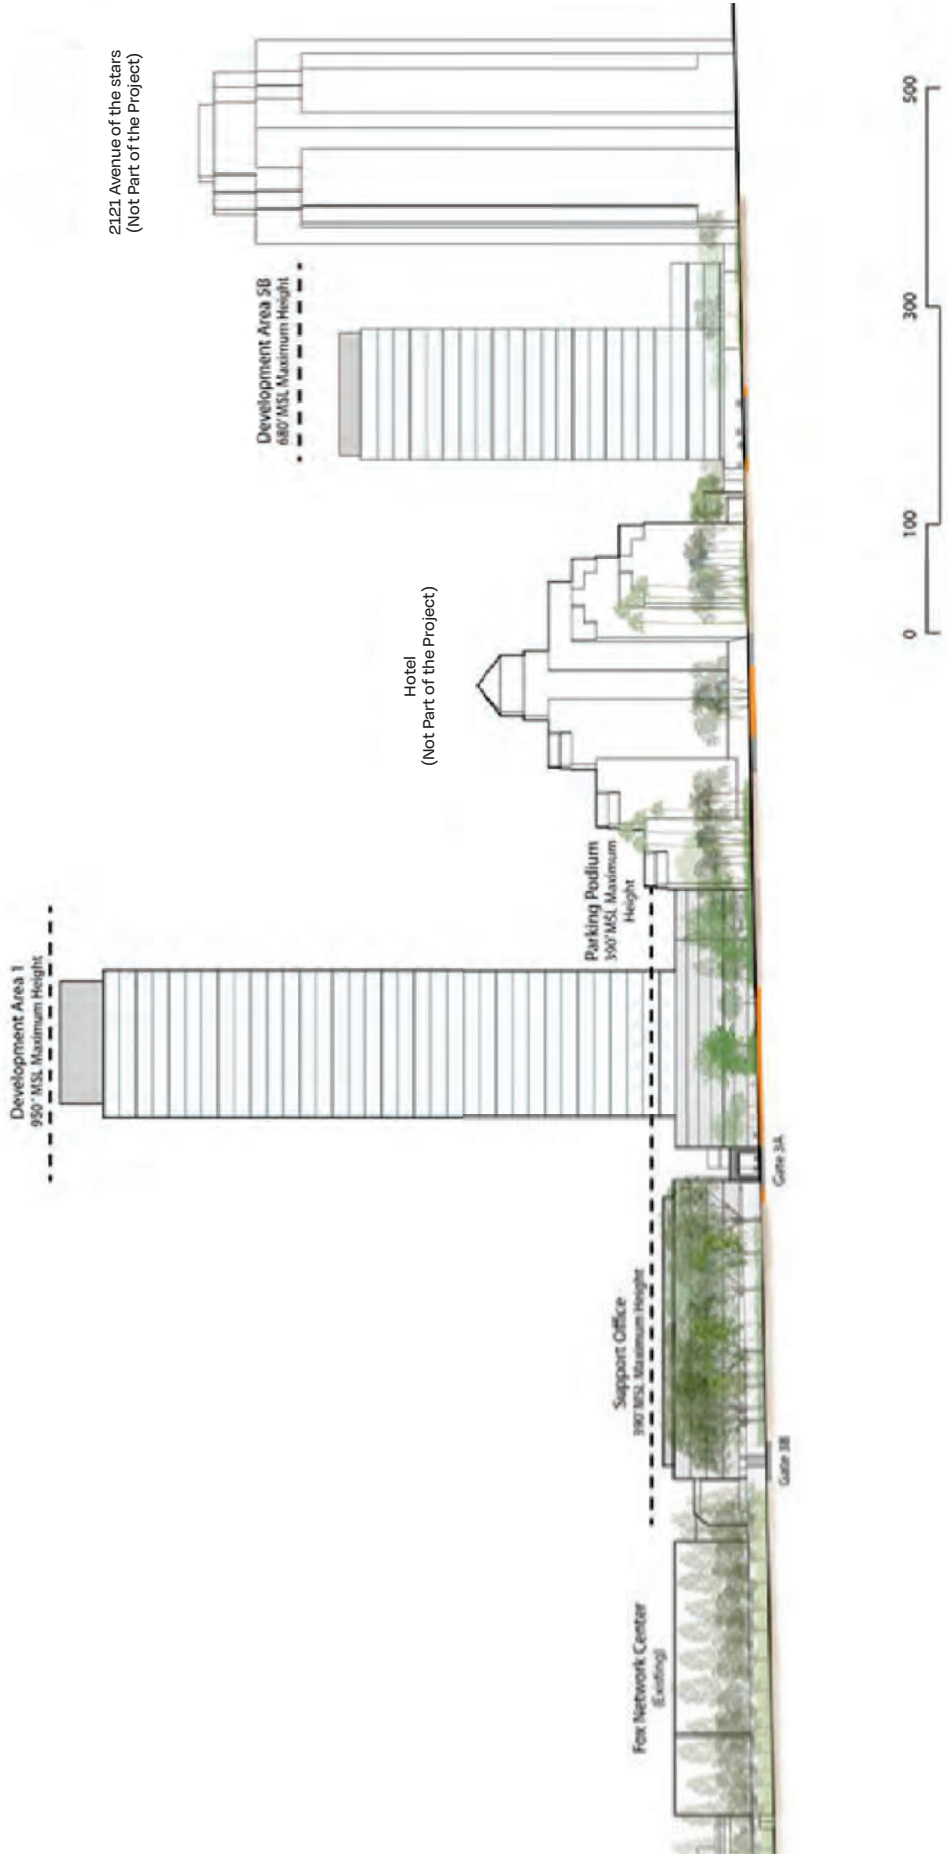 Fox Network Center
(Existing)
Support Office
390' MSL Maximum Height
Gate 3B
Gate 3A
Development Area 1
950' MSL Maximum Height
Parking Podium
390' MSL Maximum
Height
Hotel
(Not Part of the Project)
Development Area 5B
680' MSL Maximum Height
2121 Avenue of the stars
(Not Part of the Project)
0 100 300 500